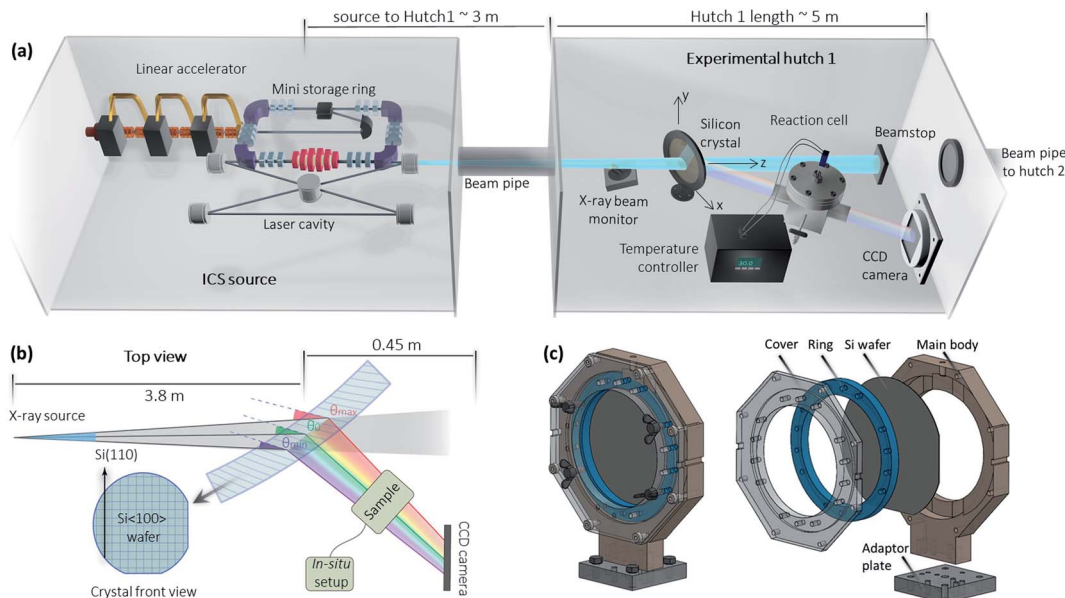 source to Hutch1 ~ 3 m
Hutch 1 length ~ 5 m
(a)
Linear accelerator
Mini storage ring
Laser cavity
ICS source
Beam pipe
Experimental hutch 1
y
Silicon
crystal
Reaction cell
Beamstop
z
x
X-ray beam
monitor
Temperature
controller
30.0
CCD
camera
Beam pipe
to hutch 2
(b)
Top view
0.45 m
3.8 m
X-ray source
θmax
θ0
θmin
Si(110)
Si<100>
wafer
Crystal front view
Sample
In-situ
setup
CCD camera
(c)
Cover
Ring
Si wafer
Main body
Adaptor
plate